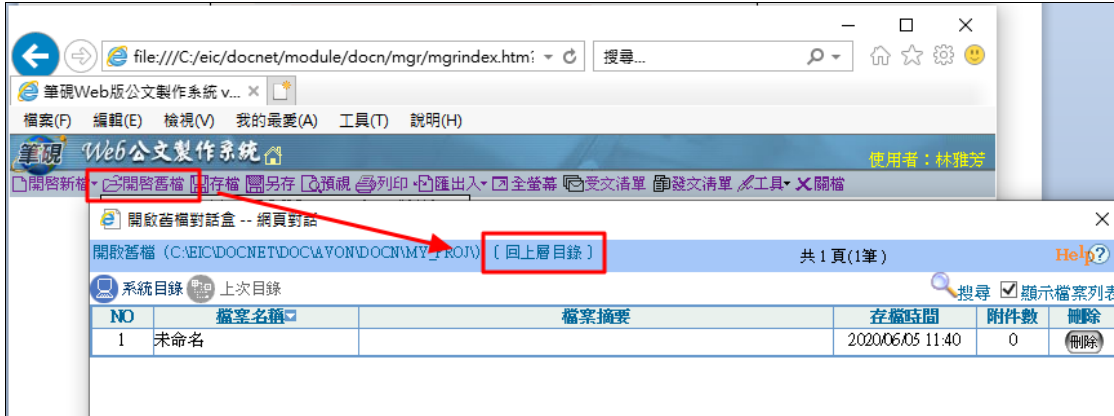 file:///C:/eic/docnet/module/docn/mgr/mgrindex.htm? 搜尋...
筆硯Web版公文製作系統 v...
檔案(F) 編輯(E) 檢視(V) 我的最愛(A) 工具(T) 說明(H)
筆硯 Web公文製作系統
使用者：林雅芳
開啓新檔 開啓舊檔 存檔 另存 預視 列印 匯出入 全螢幕 受文清單 發文清單 工具 關檔
開啟舊檔對話盒 -- 網頁對話
開啟舊檔 (C:\EIC\DOCNET\DOC\AVON\DOCN\MY_PROJ\) 〔 回上層目錄 〕 共1頁(1筆) Help?
系統目錄 上次目錄 搜尋 顯示檔案列表
NO 檔案名稱 檔案摘要 存檔時間 附件數 刪除
1 未命名 2020/06/05 11:40 0 刪除